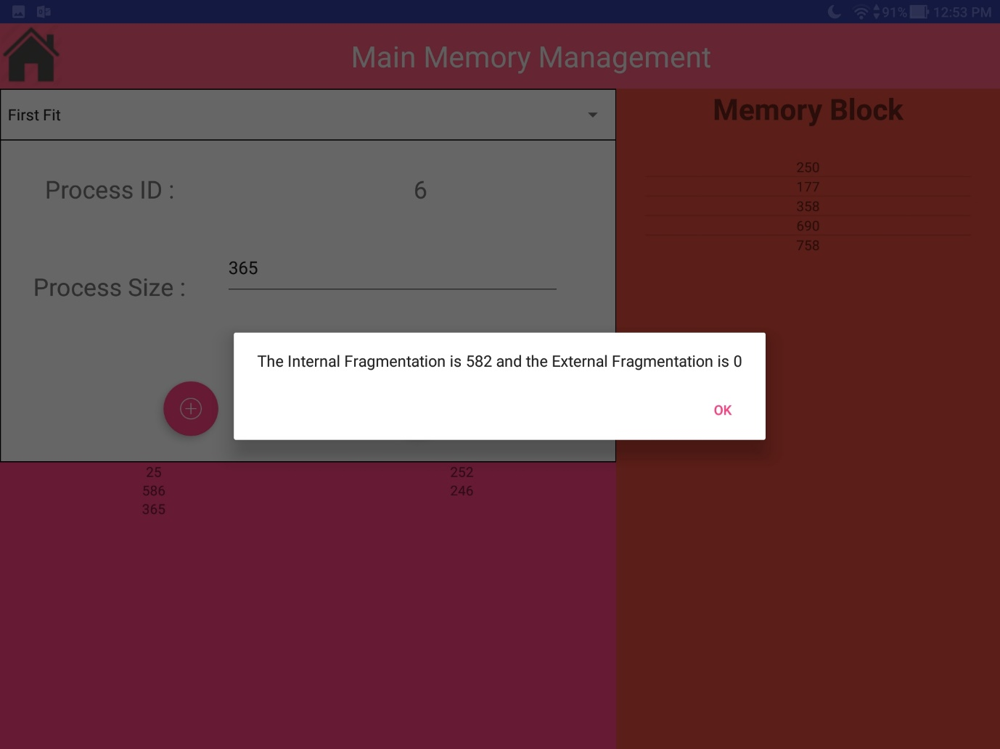 91% 12:53 PM
Main Memory Management
First Fit
Memory Block
250
177
358
690
758
Process ID : 6
Process Size : 365
The Internal Fragmentation is 582 and the External Fragmentation is 0
OK
25 252
586 246
365